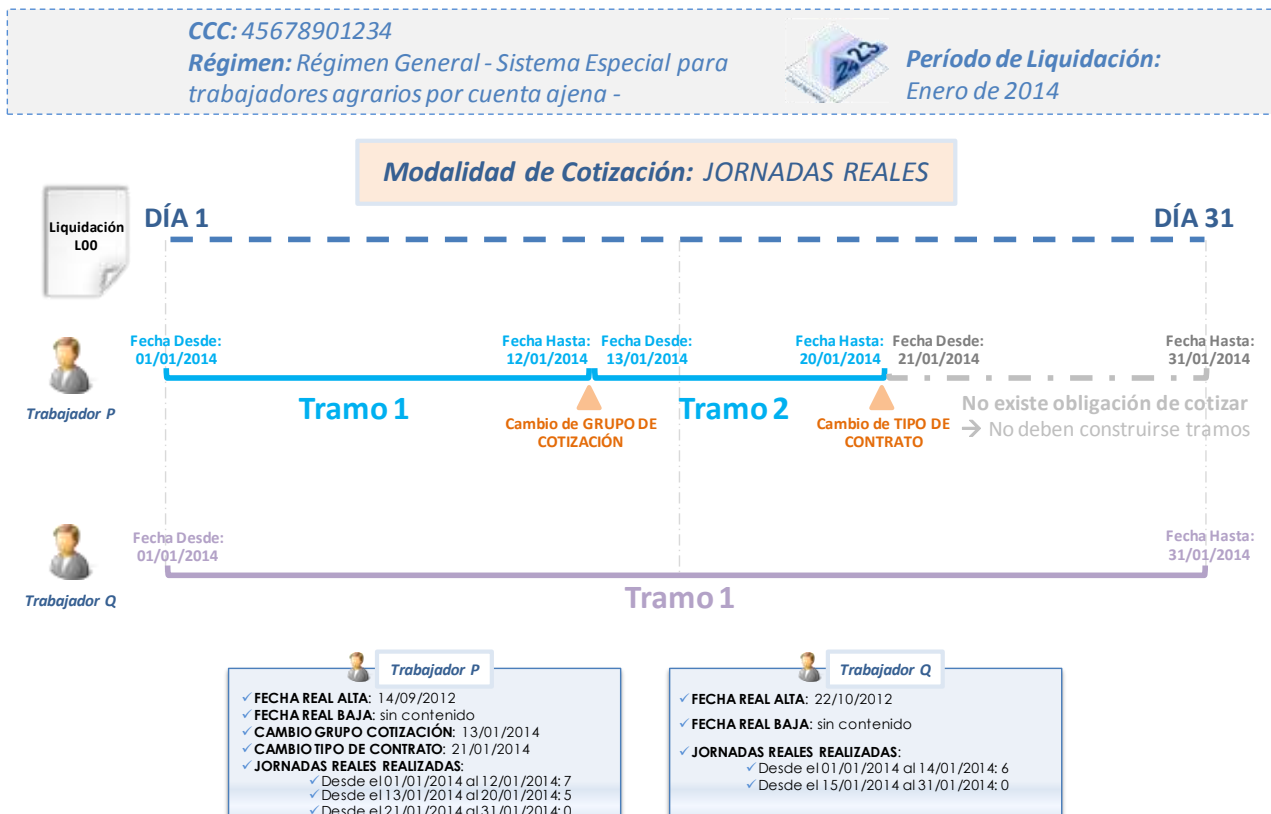 CCC: 45678901234
Régimen: Régimen General - Sistema Especial para
trabajadores agrarios por cuenta ajena -
24 23
Período de Liquidación:
Enero de 2014
Modalidad de Cotización: JORNADAS REALES
Liquidación
L00
DÍA 1
DÍA 31
Fecha Desde:
01/01/2014
Fecha Hasta:
12/01/2014
Fecha Desde:
13/01/2014
Fecha Hasta:
20/01/2014
Fecha Desde:
21/01/2014
Fecha Hasta:
31/01/2014
Trabajador P
Tramo 1
Cambio de GRUPO DE
COTIZACIÓN
Tramo 2
Cambio de TIPO DE
CONTRATO
No existe obligación de cotizar
→ No deben construirse tramos
Fecha Desde:
01/01/2014
Fecha Hasta:
31/01/2014
Trabajador Q
Tramo 1
Trabajador P
✓ FECHA REAL ALTA: 14/09/2012
✓ FECHA REAL BAJA: sin contenido
✓ CAMBIO GRUPO COTIZACIÓN: 13/01/2014
✓ CAMBIO TIPO DE CONTRATO: 21/01/2014
✓ JORNADAS REALES REALIZADAS:
✓ Desde el 01/01/2014 al 12/01/2014: 7
✓ Desde el 13/01/2014 al 20/01/2014: 5
✓ Desde el 21/01/2014 al 31/01/2014: 0
Trabajador Q
✓ FECHA REAL ALTA: 22/10/2012
✓ FECHA REAL BAJA: sin contenido
✓ JORNADAS REALES REALIZADAS:
✓ Desde el 01/01/2014 al 14/01/2014: 6
✓ Desde el 15/01/2014 al 31/01/2014: 0